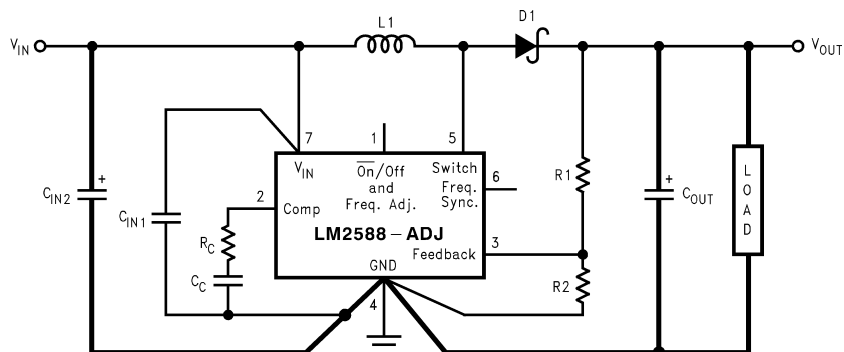 L1
D1
VIN
VOUT
7
1
5
VIN
On/Off
and
Freq. Adj.
Switch
Freq.
Sync.
6
R1
CIN2
+
CIN1
2
Comp
RC
CC
LM2588-ADJ
Feedback
3
GND
4
R2
+
COUT
LOAD